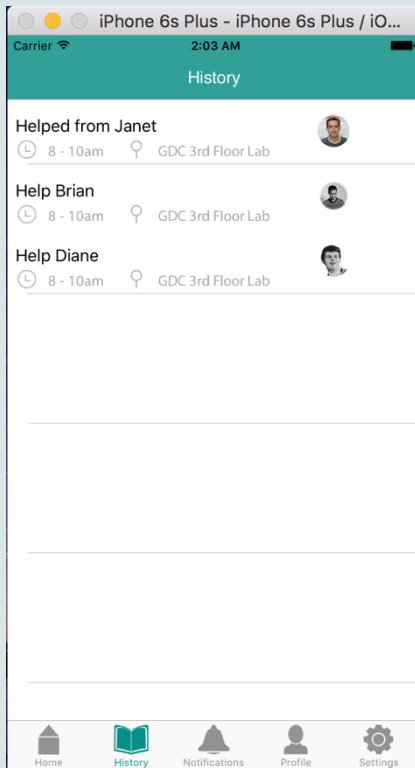 iPhone 6s Plus - iPhone 6s Plus / iO...
Carrier 2:03 AM
History
Helped from Janet
8 - 10am GDC 3rd Floor Lab
Help Brian
8 - 10am GDC 3rd Floor Lab
Help Diane
8 - 10am GDC 3rd Floor Lab
Home History Notifications Profile Settings